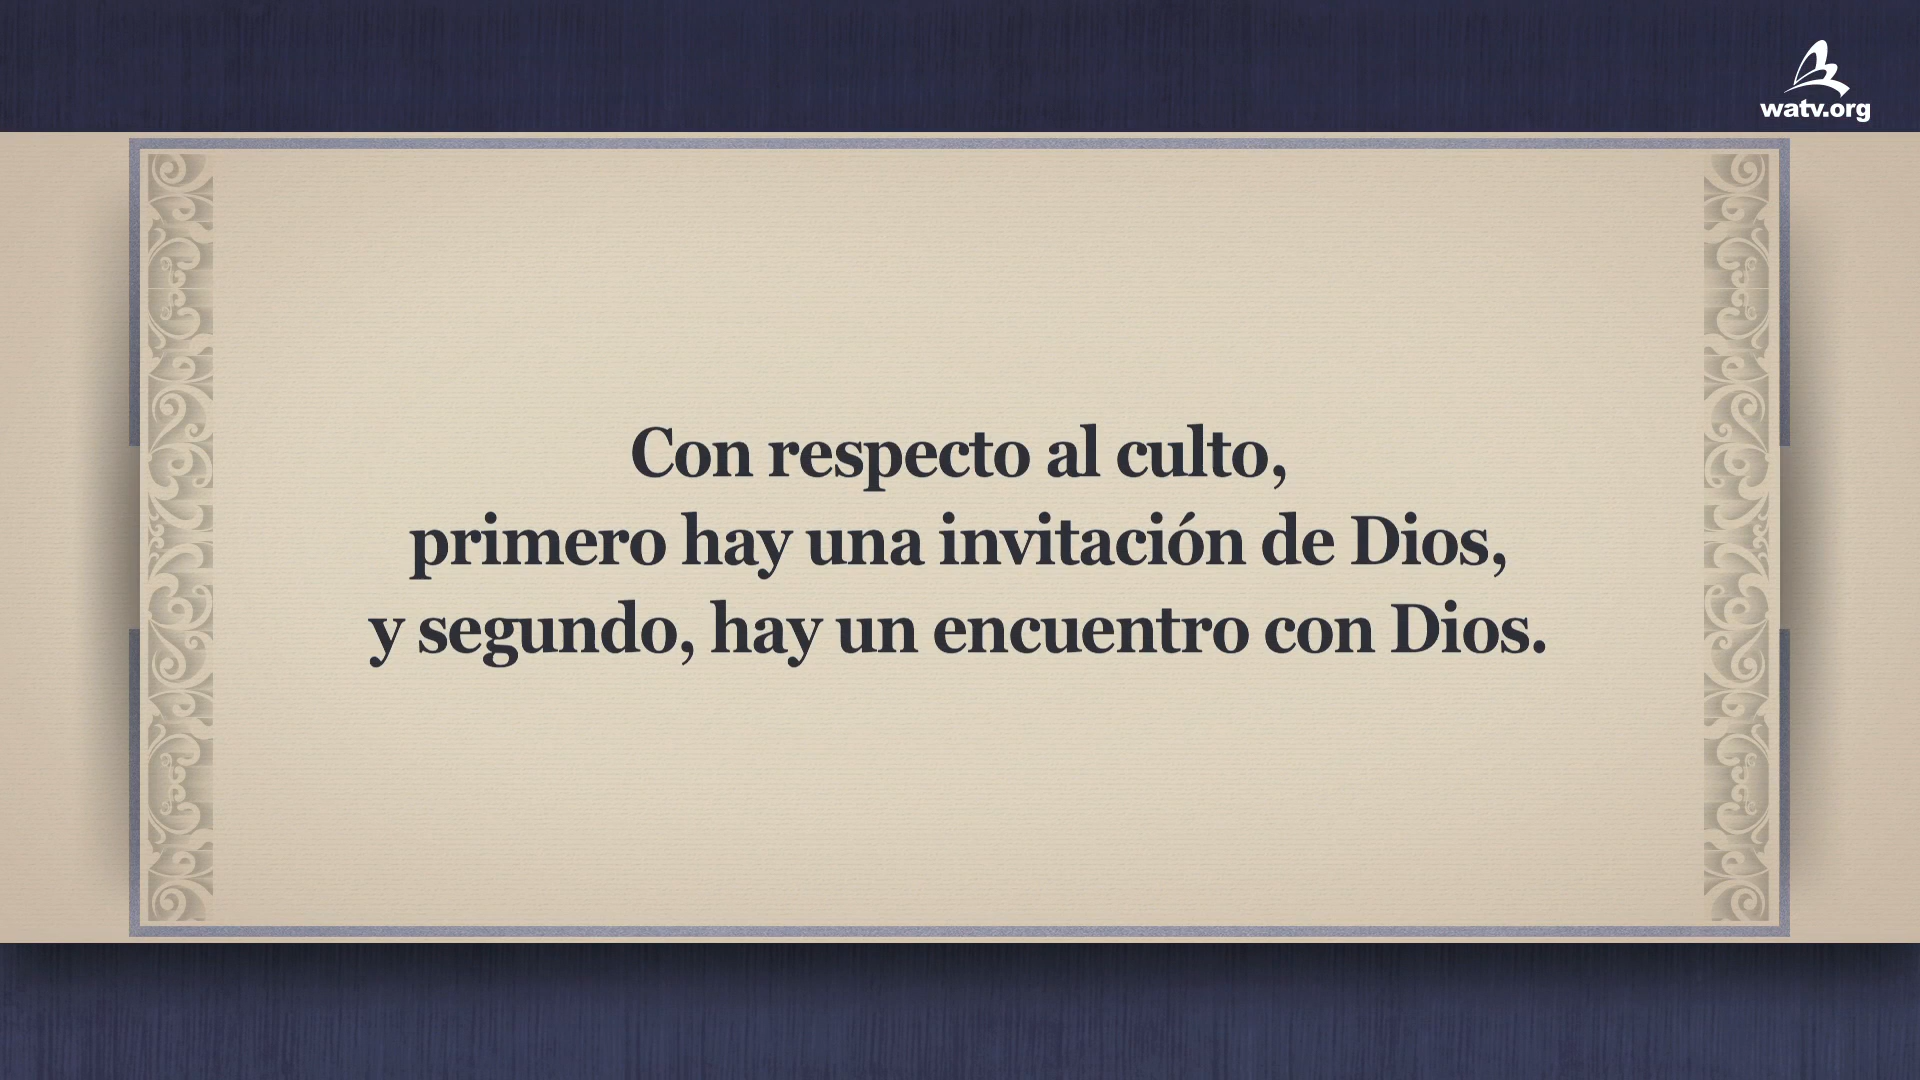 watv.org
Con respecto al culto,
primero hay una invitación de Dios,
y segundo, hay un encuentro con Dios.